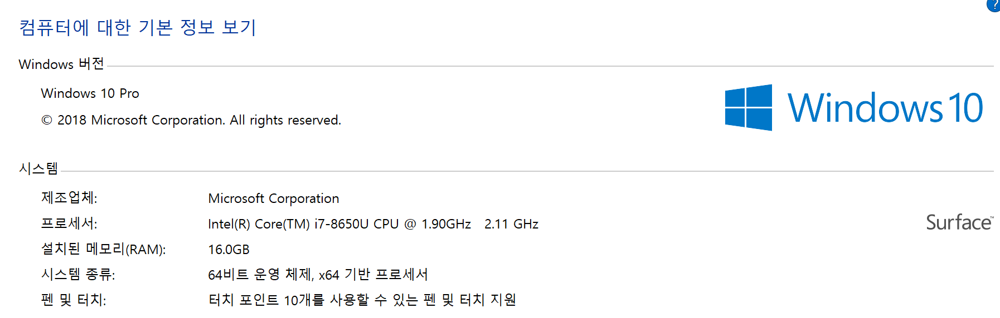 ?
컴퓨터에 대한 기본 정보 보기
Windows 버전
Windows 10 Pro
© 2018 Microsoft Corporation. All rights reserved.
Windows 10
시스템
제조업체: Microsoft Corporation
프로세서: Intel(R) Core(TM) i7-8650U CPU @ 1.90GHz 2.11 GHz
Surface™
설치된 메모리(RAM): 16.0GB
시스템 종류: 64비트 운영 체제, x64 기반 프로세서
펜 및 터치: 터치 포인트 10개를 사용할 수 있는 펜 및 터치 지원